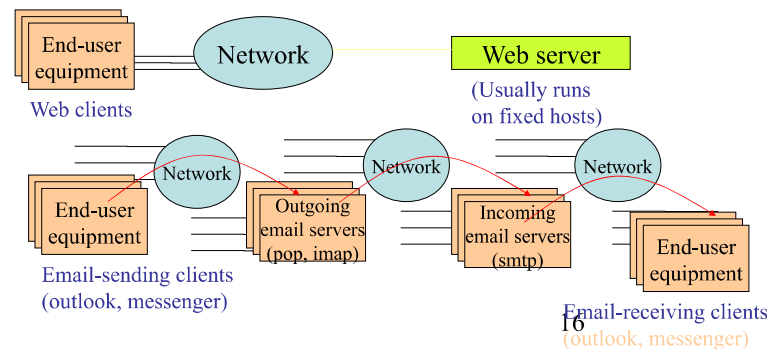 End-user
equipment
Network
Web server
Web clients
(Usually runs
on fixed hosts)
Network
Network
Network
End-user
equipment
Outgoing
email servers
(pop, imap)
Incoming
email servers
(smtp)
End-user
equipment
Email-sending clients
(outlook, messenger)
Email-receiving clients
16
(outlook, messenger)